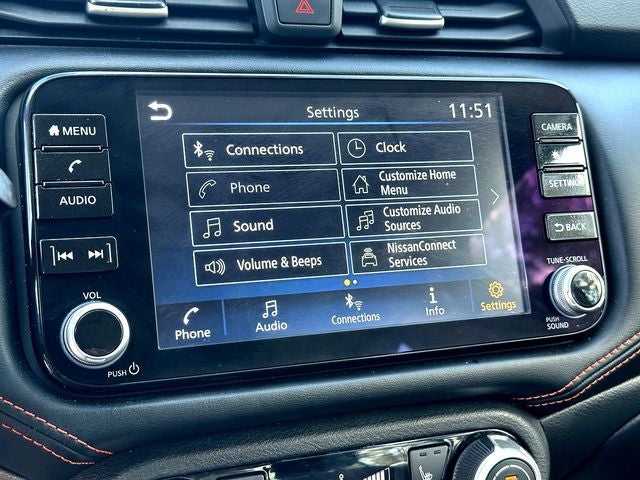 MENU
AUDIO
VOL
PUSH
Settings
11:51
Connections
Clock
Phone
Customize Home
Menu
Sound
Customize Audio
Sources
Volume & Beeps
NissanConnect
Services
Phone
Audio
Connections
Info
Settings
CAMERA
SETTING
BACK
TUNE-SCROLL
PUSH
SOUND